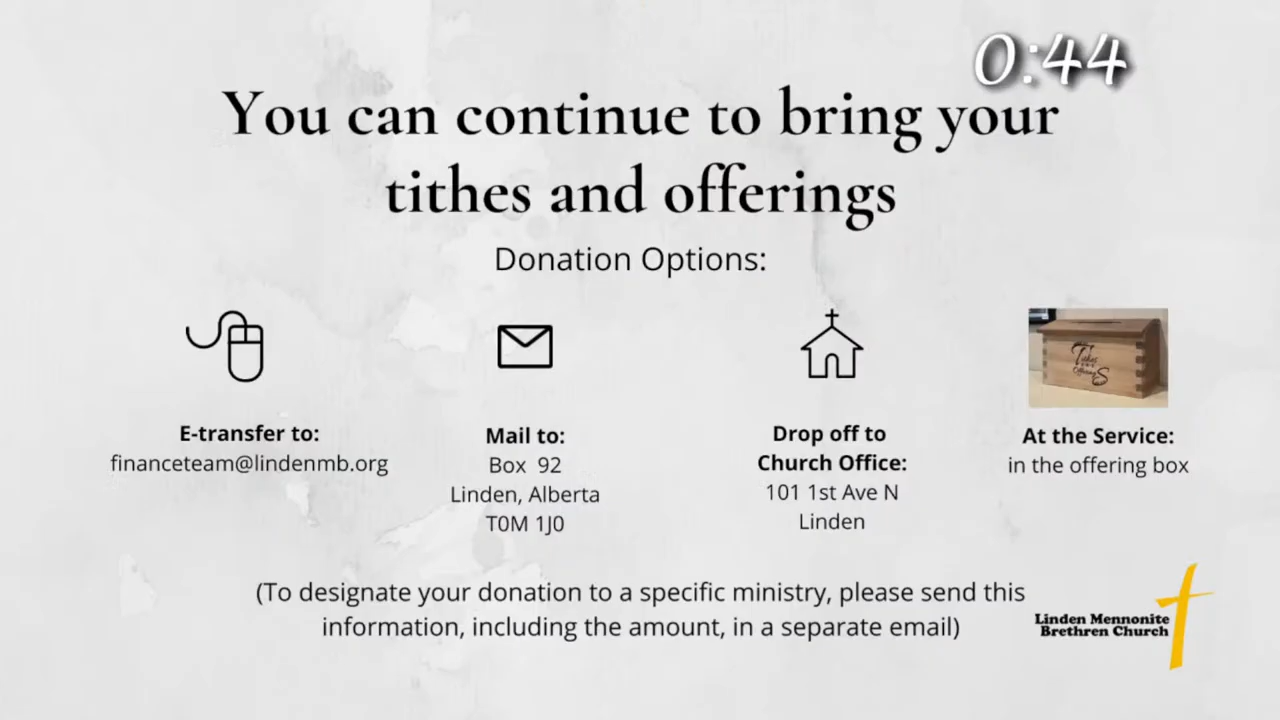 0:44
You can continue to bring your
tithes and offerings
Donation Options:
E-transfer to:
financeteam@lindenmb.org
Mail to:
Box 92
Linden, Alberta
T0M 1J0
Drop off to
Church Office:
101 1st Ave N
Linden
Tithes
Offerings
At the Service:
in the offering box
(To designate your donation to a specific ministry, please send this
information, including the amount, in a separate email)
Linden Mennonite
Brethren Church